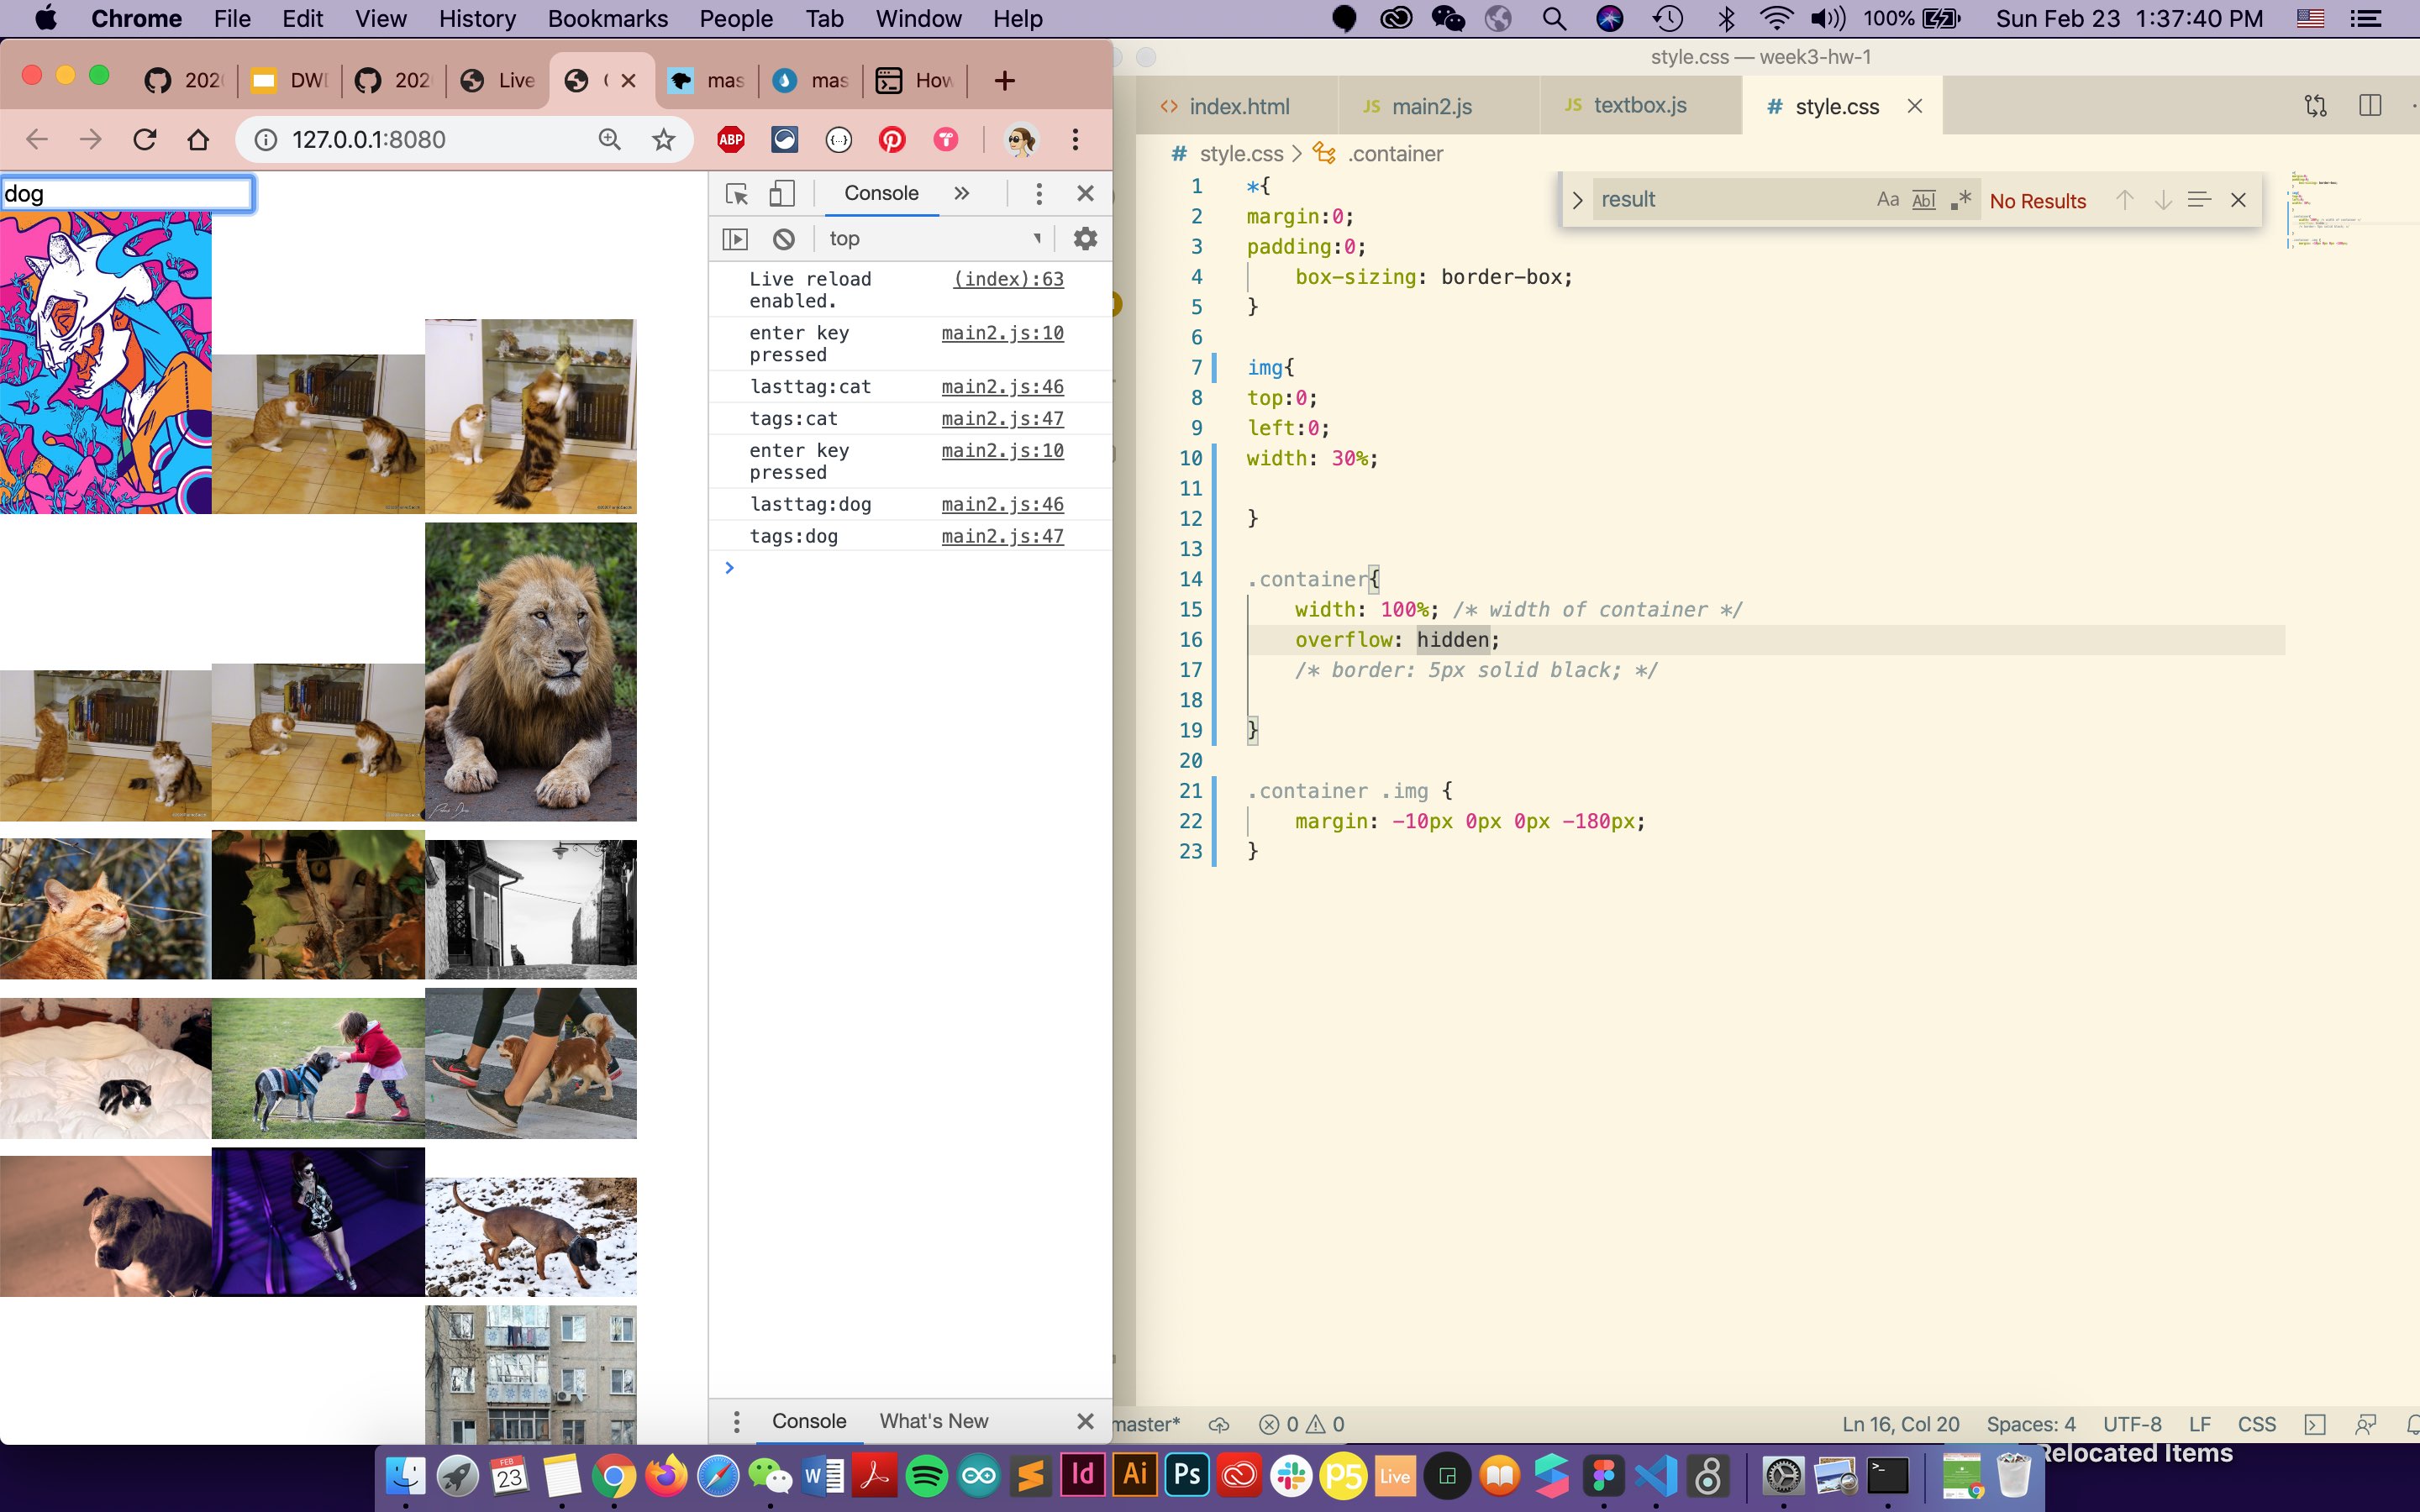 Chrome File Edit View History Bookmarks People Tab Window Help 100% Sun Feb 23 1:37:40 PM
202 DWI 202 Live mas mas How
127.0.0.1:8080 ABP
dog
Console
top
Live reload enabled. (index):63
enter key pressed main2.js:10
lasttag:cat main2.js:46
tags:cat main2.js:47
enter key pressed main2.js:10
lasttag:dog main2.js:46
tags:dog main2.js:47
>
Console What's New
style.css — week3-hw-1
<> index.html JS main2.js JS textbox.js # style.css
# style.css > .container
result Aa Abl .* No Results
1 *{
2 margin:0;
3 padding:0;
4 box-sizing: border-box;
5 }
6
7 img{
8 top:0;
9 left:0;
10 width: 30%;
11
12 }
13
14 .container{
15 width: 100%; /* width of container */
16 overflow: hidden;
17 /* border: 5px solid black; */
18
19 }
20
21 .container .img {
22 margin: -10px 0px 0px -180px;
23 }
master* 0 0 Ln 16, Col 20 Spaces: 4 UTF-8 LF CSS
Relocated Items
FEB
23 W Id Ai Ps P5 Live 8